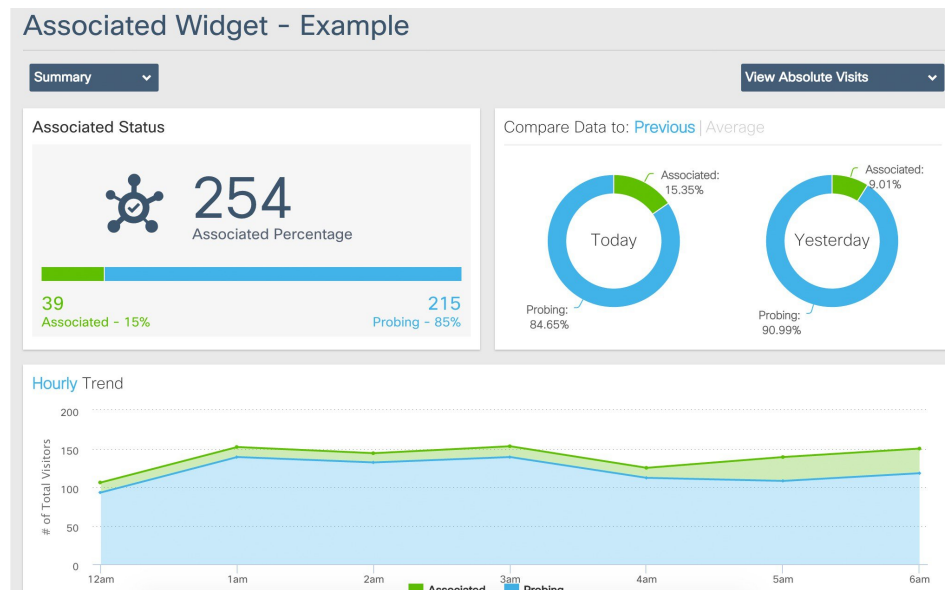 Associated Widget - Example
Summary
View Absolute Visits
Associated Status
254
Associated Percentage
39
Associated - 15%
215
Probing - 85%
Compare Data to: Previous | Average
Associated:
15.35%
Today
Probing:
84.65%
Associated:
9.01%
Yesterday
Probing:
90.99%
Hourly Trend
# of Total Visitors
200
150
100
50
0
12am 1am 2am 3am 4am 5am 6am
Associated Probing